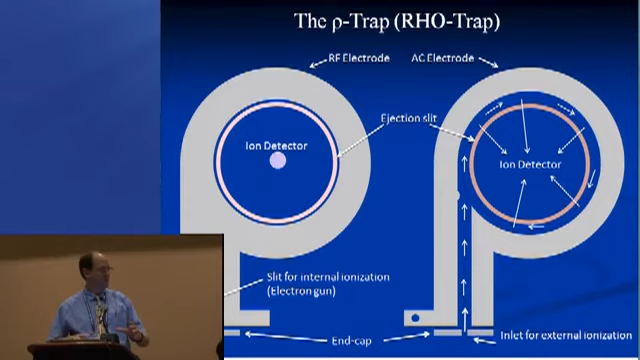 The ρ-Trap (RHO-Trap)
RF Electrode
AC Electrode
Ejection slit
Ion Detector
Ion Detector
Slit for internal ionization
(Electron gun)
End-cap
Inlet for external ionization